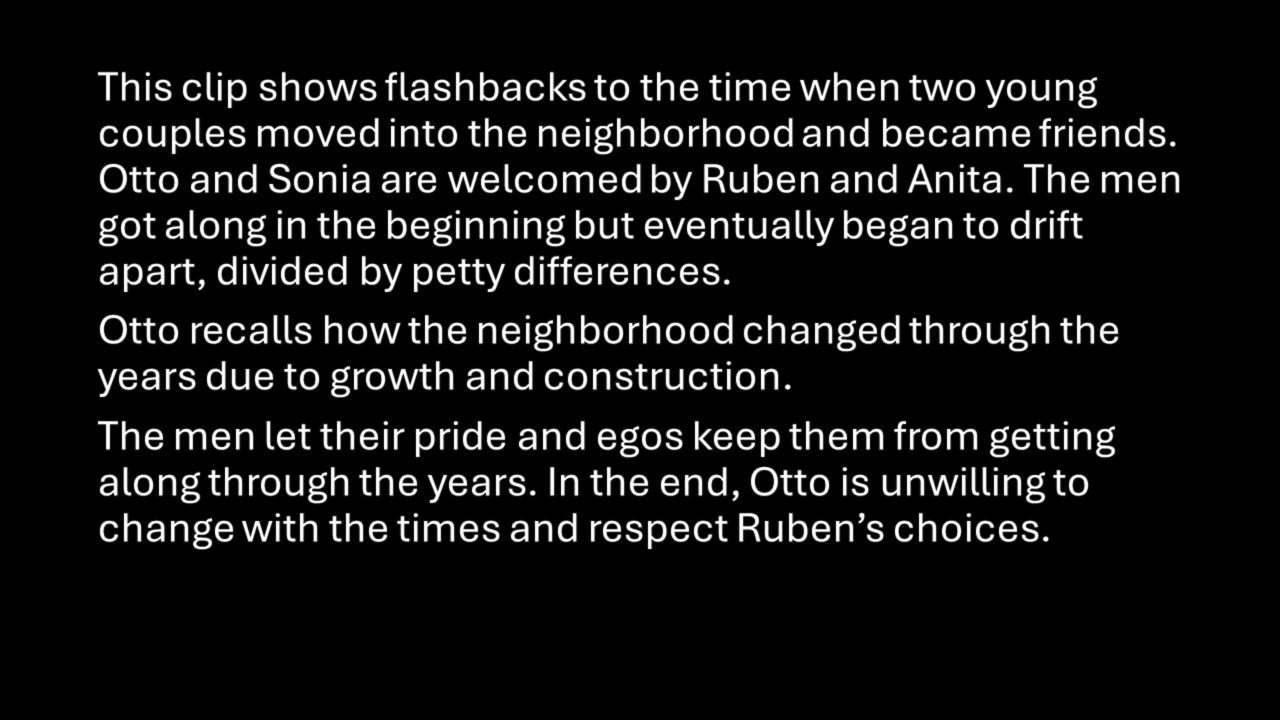 This clip shows flashbacks to the time when two young
couples moved into the neighborhood and became friends.
Otto and Sonia are welcomed by Ruben and Anita. The men
got along in the beginning but eventually began to drift
apart, divided by petty differences.
Otto recalls how the neighborhood changed through the
years due to growth and construction.
The men let their pride and egos keep them from getting
along through the years. In the end, Otto is unwilling to
change with the times and respect Ruben’s choices.